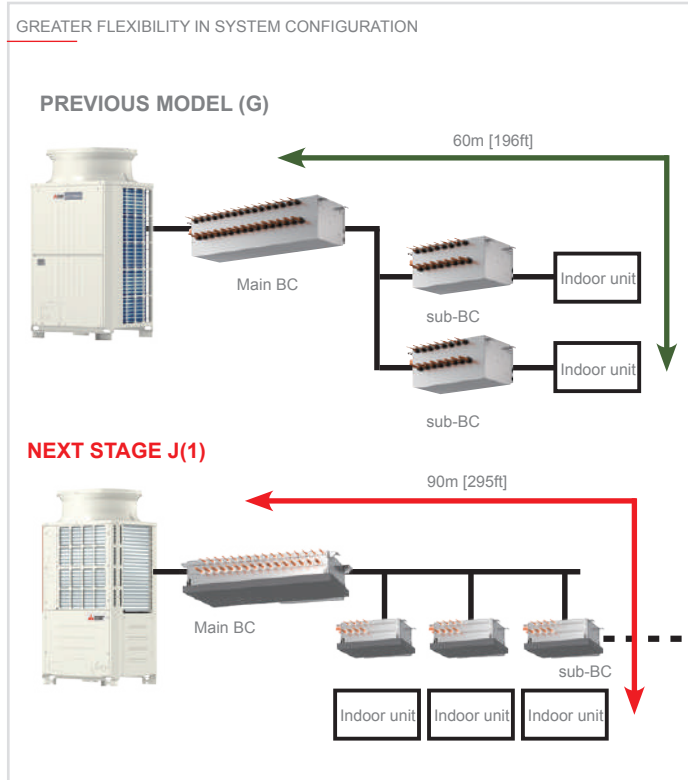 GREATER FLEXIBILITY IN SYSTEM CONFIGURATION
PREVIOUS MODEL (G)
60m [196ft]
Main BC
Indoor unit
sub-BC
Indoor unit
sub-BC
NEXT STAGE J(1)
90m [295ft]
Main BC
sub-BC
Indoor unit
Indoor unit
Indoor unit